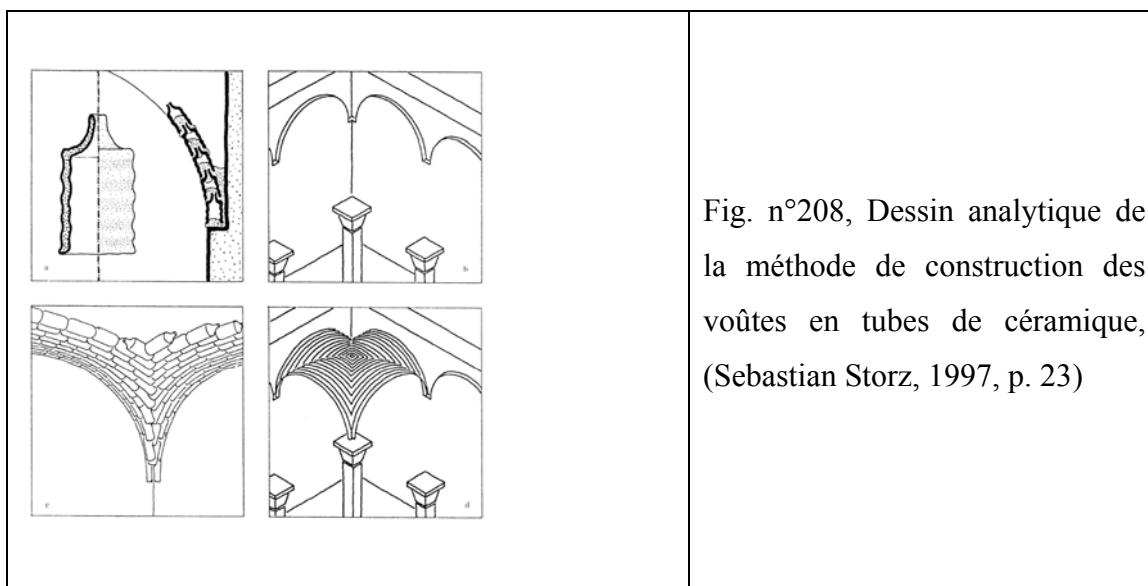 a
b
c
d
Fig. n°208, Dessin analytique de
la méthode de construction des
voûtes en tubes de céramique,
(Sebastian Storz, 1997, p. 23)